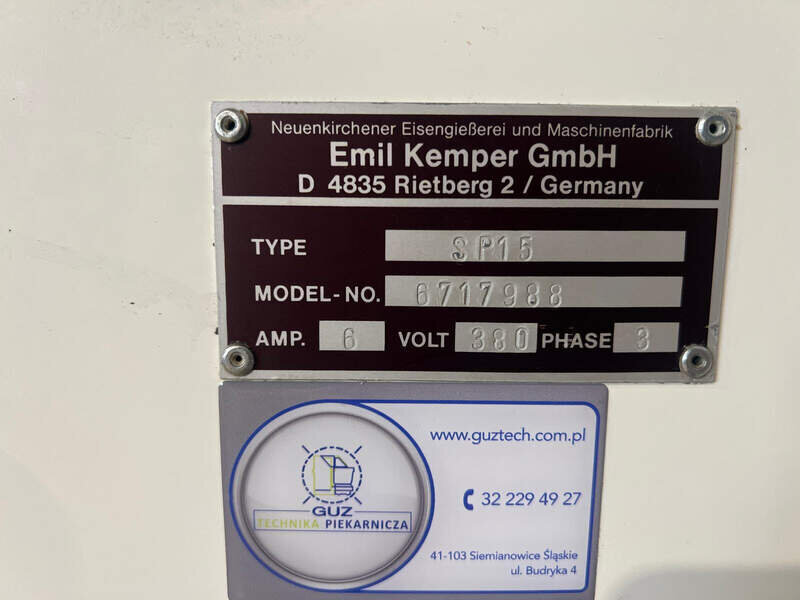 Neuenkirchener Eisengießerei und Maschinenfabrik
Emil Kemper GmbH
D 4835 Rietberg 2 / Germany
TYPE SP15
MODEL-NO. 6717988
AMP. 6 VOLT 380 PHASE 3
www.guztech.com.pl
32 229 49 27
GUZ
TECHNIKA PIEKARNICZA
41-103 Siemianowice Śląskie
ul. Budryka 4